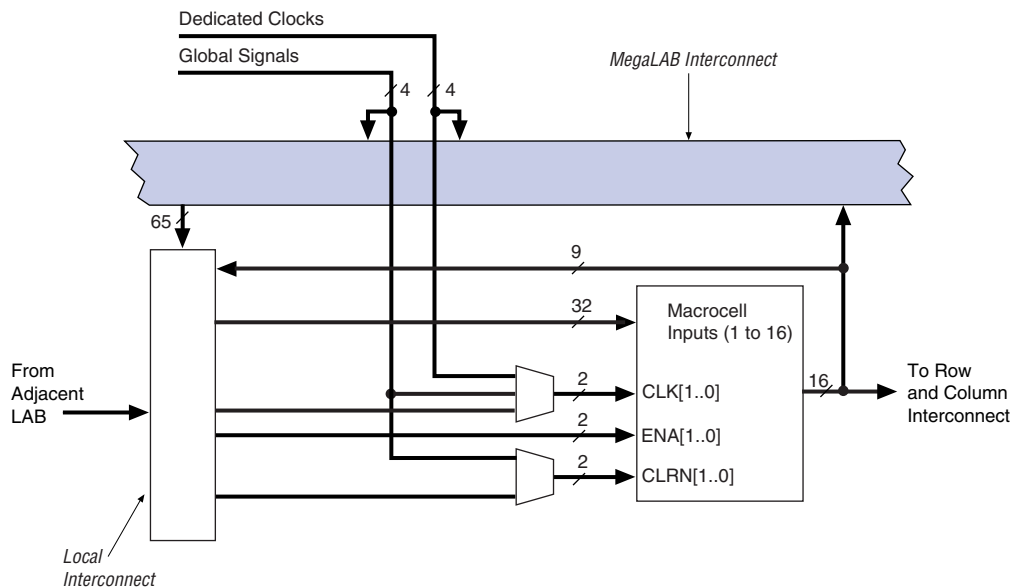 Dedicated Clocks
Global Signals
MegaLAB Interconnect
4
4
65
9
32
Macrocell
Inputs (1 to 16)
From
Adjacent
LAB
2
CLK[1..0]
16
To Row
and Column
Interconnect
2
ENA[1..0]
2
CLRN[1..0]
Local
Interconnect